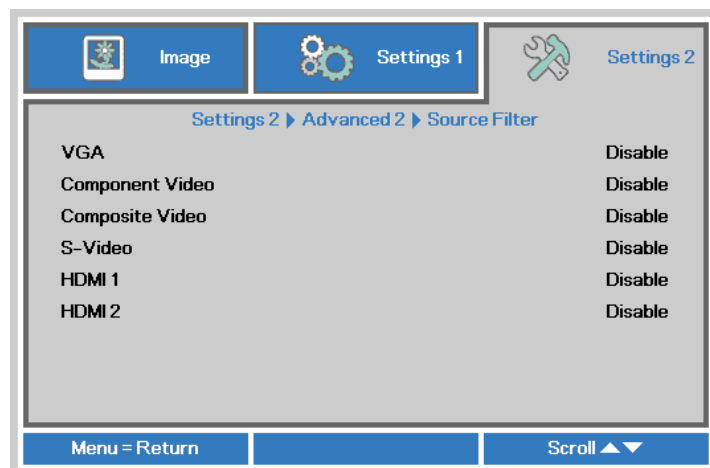 Image
Settings 1
Settings 2
Settings 2 ▶ Advanced 2 ▶ Source Filter
VGA Disable
Component Video Disable
Composite Video Disable
S-Video Disable
HDMI 1 Disable
HDMI 2 Disable
Menu = Return
Scroll ▲▼